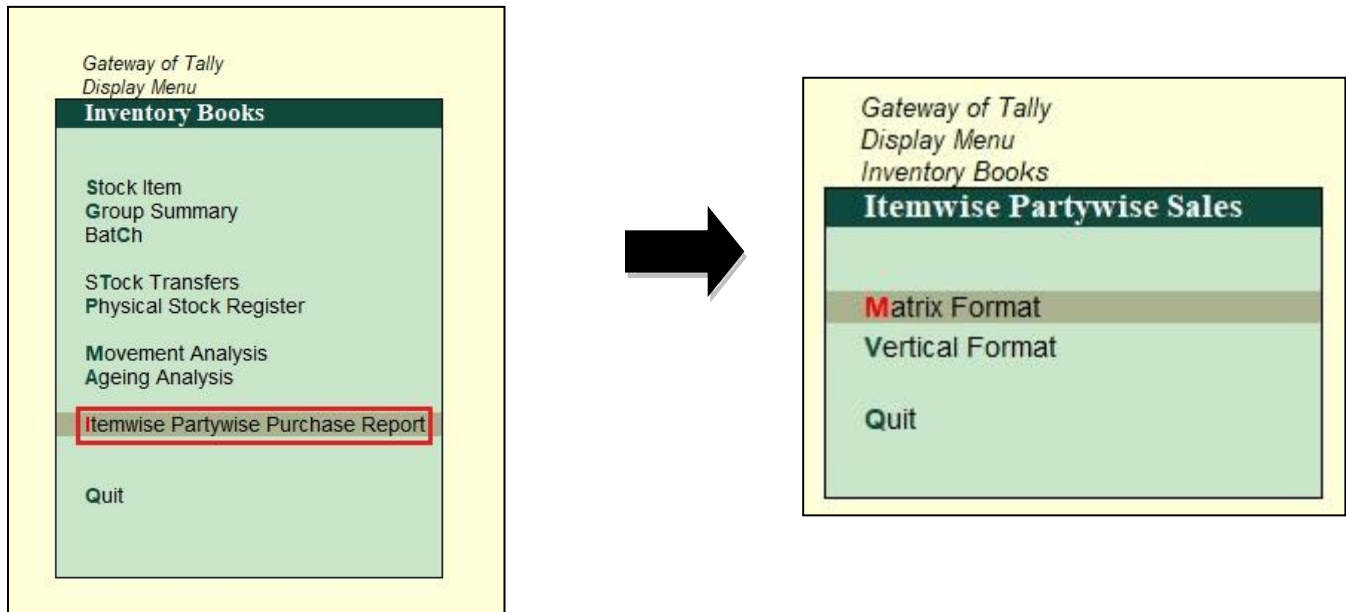 Gateway of Tally
Display Menu
Inventory Books
Stock Item
Group Summary
BatCh
STock Transfers
Physical Stock Register
Movement Analysis
Ageing Analysis
Itemwise Partywise Purchase Report
Quit
Gateway of Tally
Display Menu
Inventory Books
Itemwise Partywise Sales
Matrix Format
Vertical Format
Quit